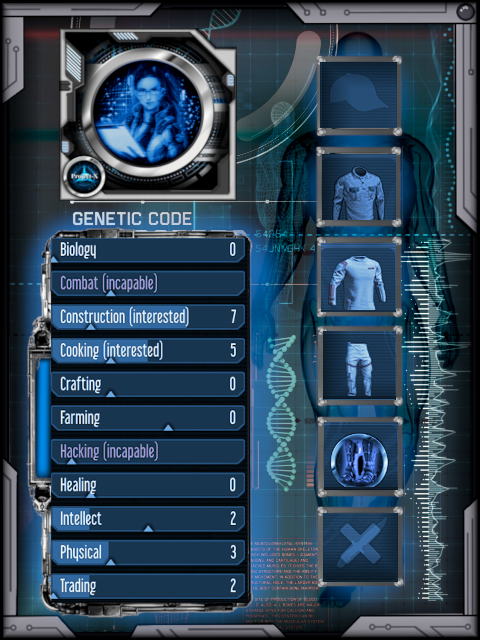 Project-X
GENETIC CODE
Biology 0
Combat (incapable)
Construction (interested) 7
Cooking (interested) 5
Crafting 0
Farming 0
Hacking (incapable)
Healing 0
Intellect 2
Physical 3
Trading 2